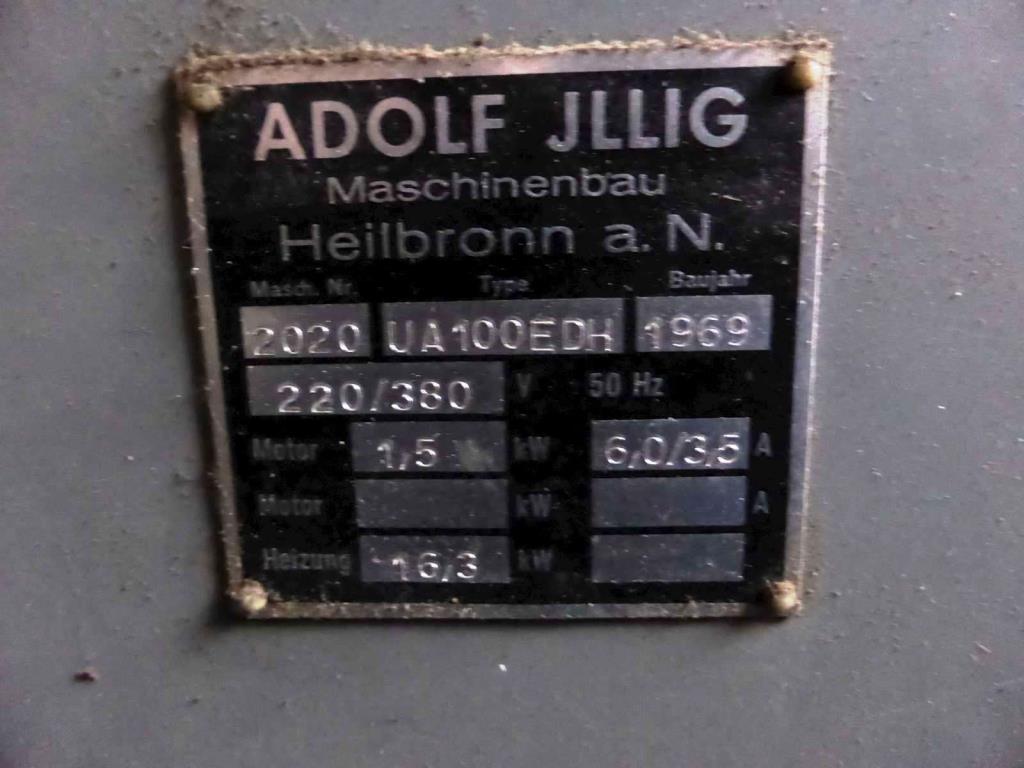 ADOLF JLLIG
Maschinenbau
Heilbronn a. N.
Masch. Nr. Type Baujahr
2020 UA100EDH 1969
220/380 V 50 Hz
Motor 1,5 kW 6,0/3,5 A
Motor kW A
Heizung 16,3 kW